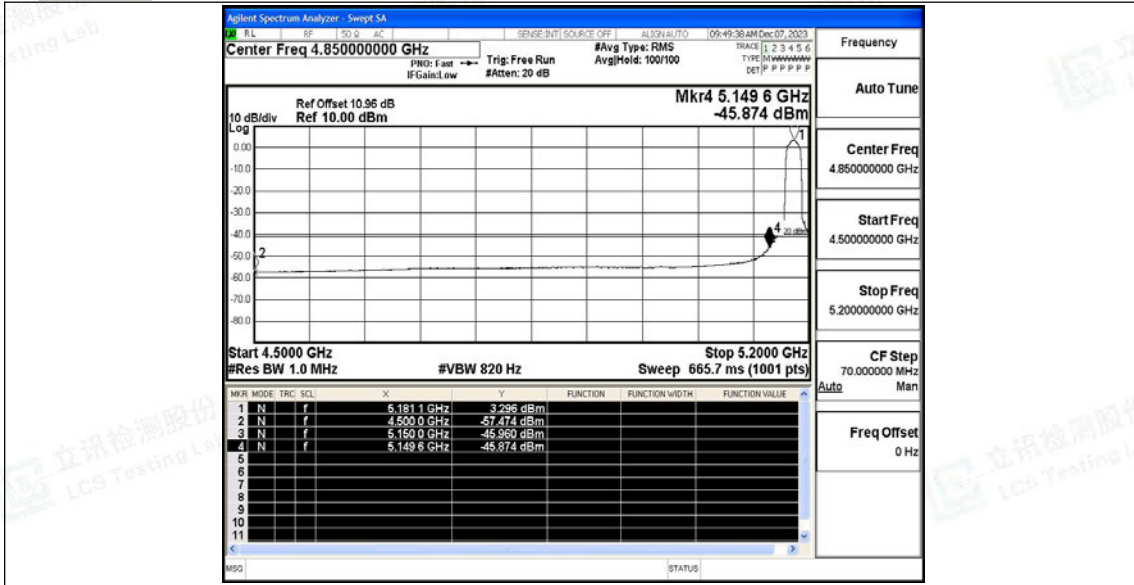 Agilent Spectrum Analyzer - Swept SA
RL RF 50 Ω AC SENSE:INT SOURCE OFF ALIGNAUTO 09:49:38 AM Dec 07, 2023
Center Freq 4.850000000 GHz
#Avg Type: RMS
TRACE 1 2 3 4 5 6
PNO: Fast
Trig: Free Run
Avg|Hold: 100/100
TYPE M WWWWW
IFGain:Low
#Atten: 20 dB
DET P P P P P P
Mkr4 5.149 6 GHz
-45.874 dBm
Ref Offset 10.96 dB
10 dB/div Ref 10.00 dBm
Log
0.00
-10.0
-20.0
-30.0
-40.0
-50.0
-60.0
-70.0
-80.0
1
2
4
Start 4.5000 GHz Stop 5.2000 GHz
#Res BW 1.0 MHz #VBW 820 Hz Sweep 665.7 ms (1001 pts)
MKR MODE TRC SCL X Y FUNCTION FUNCTION WIDTH FUNCTION VALUE
1 N f 5.181 1 GHz 3.296 dBm
2 N f 4.500 0 GHz -57.474 dBm
3 N f 5.150 0 GHz -45.960 dBm
4 N f 5.149 6 GHz -45.874 dBm
5
6
7
8
9
10
11
MSG STATUS
Frequency
Auto Tune
Center Freq
4.850000000 GHz
Start Freq
4.500000000 GHz
Stop Freq
5.200000000 GHz
CF Step
70.000000 MHz
Auto Man
Freq Offset
0 Hz
立讯检测股份
LCS Testing Lab